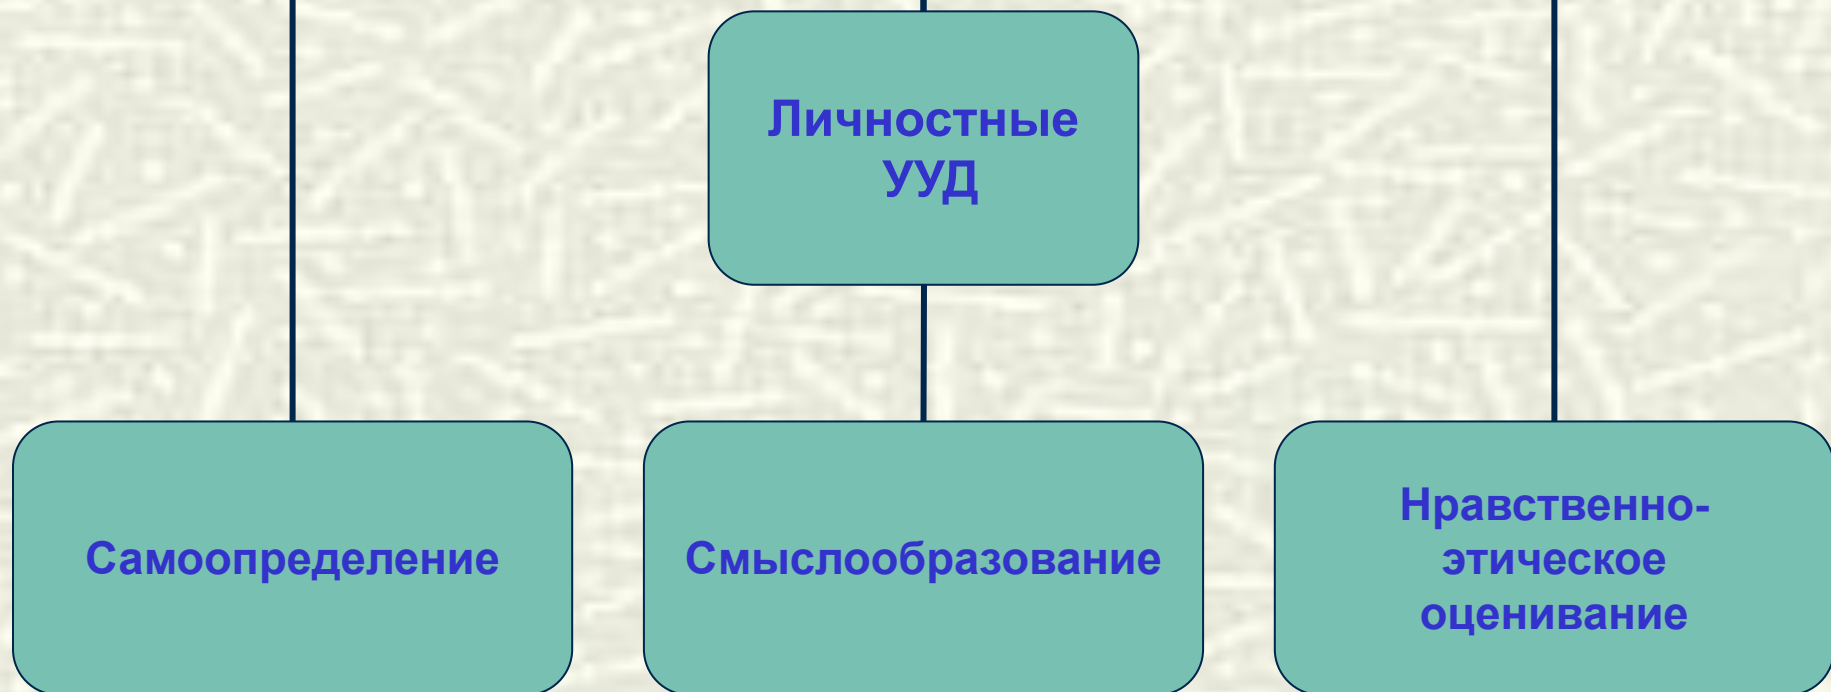 Личностные
УУД
Самоопределение
Смыслообразование
Нравственно-
этическое
оценивание